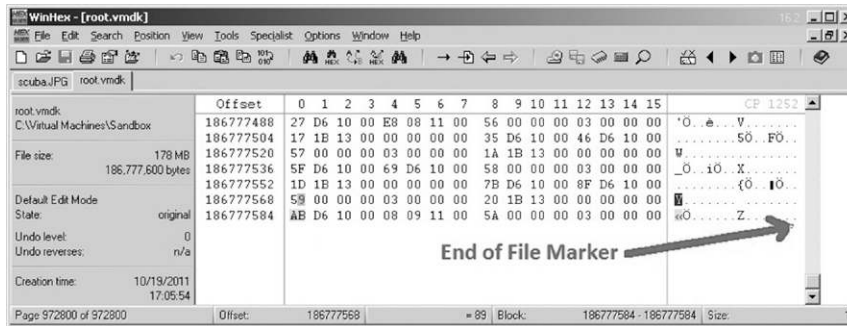 WinHex - [root.vmdk]
16.2
File Edit Search Position View Tools Specialist Options Window Help
scuba.JPG root.vmdk
root.vmdk
C:\Virtual Machines\Sandbox
File size: 178 MB
186,777,600 bytes
Default Edit Mode
State: original
Undo level: 0
Undo reverses: n/a
Creation time: 10/19/2011
17:05:54
Offset 0 1 2 3 4 5 6 7 8 9 10 11 12 13 14 15 CP 1252
186777488 27 D6 10 00 E8 08 11 00 56 00 00 00 03 00 00 00 'Ö..è...V.......
186777504 17 1B 13 00 00 00 00 00 35 D6 10 00 46 D6 10 00 ........5Ö..FÖ..
186777520 57 00 00 00 03 00 00 00 1A 1B 13 00 00 00 00 00 W...............
186777536 5F D6 10 00 69 D6 10 00 58 00 00 00 03 00 00 00 _Ö..iÖ..X.......
186777552 1D 1B 13 00 00 00 00 00 7B D6 10 00 8F D6 10 00 ........{Ö...Ö..
186777568 59 00 00 00 03 00 00 00 20 1B 13 00 00 00 00 00 Y....... .......
186777584 AB D6 10 00 08 09 11 00 5A 00 00 00 03 00 00 00 «Ö......Z.......
End of File Marker
Page 972800 of 972800 Offset: 186777568 = 89 Block: 186777584 - 186777584 Size: